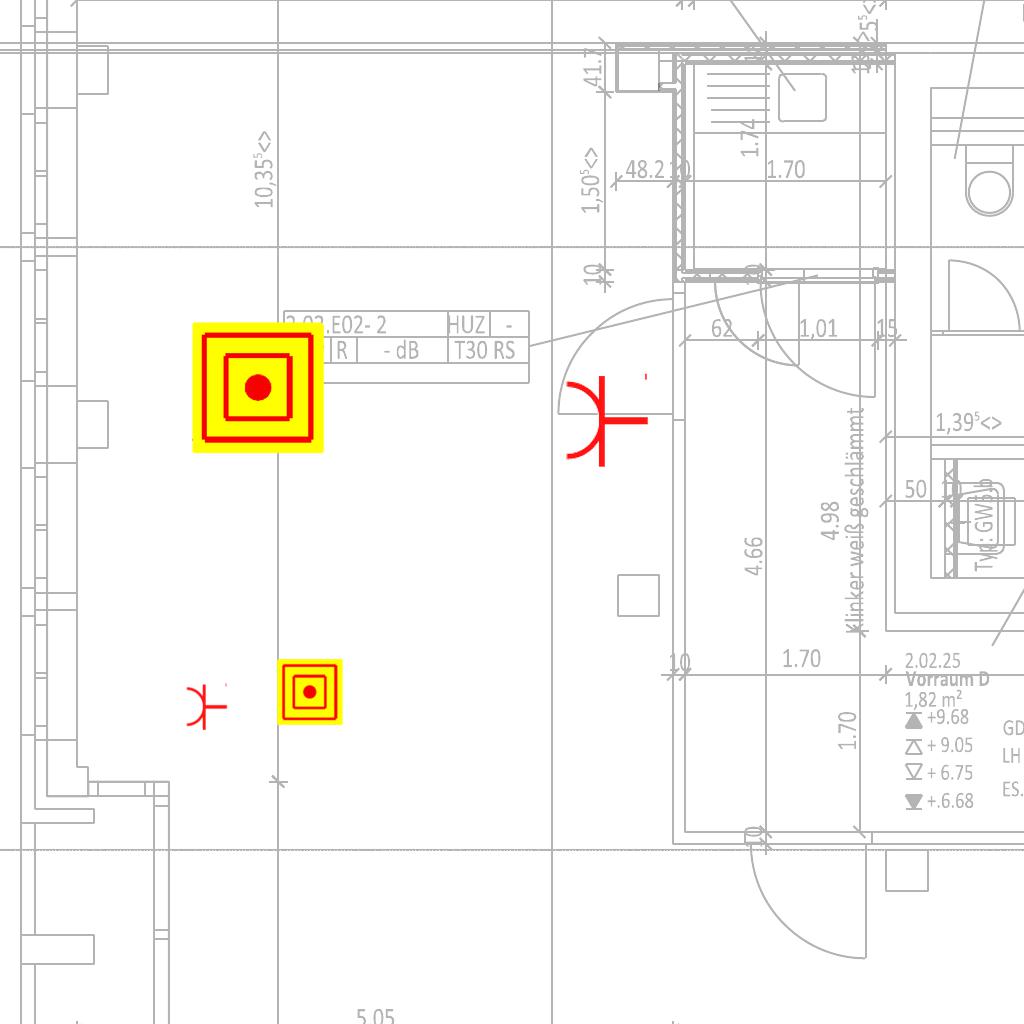 41.7
10,35⁵<>
1,50⁵<>
48.2
10
1.74
1.70
10
.E02- 2
HUZ
-
R
- dB
T30 RS
62
1,01
15
1,39⁵<>
50
Typ: GW5.b
4.98
Klinker weiß geschlämmt
4.66
10
1.70
2.02.25
Vorraum D
1,82 m²
+9.68
+ 9.05
+ 6.75
+.6.68
GD
LH
ES.
1.70
10
5.05